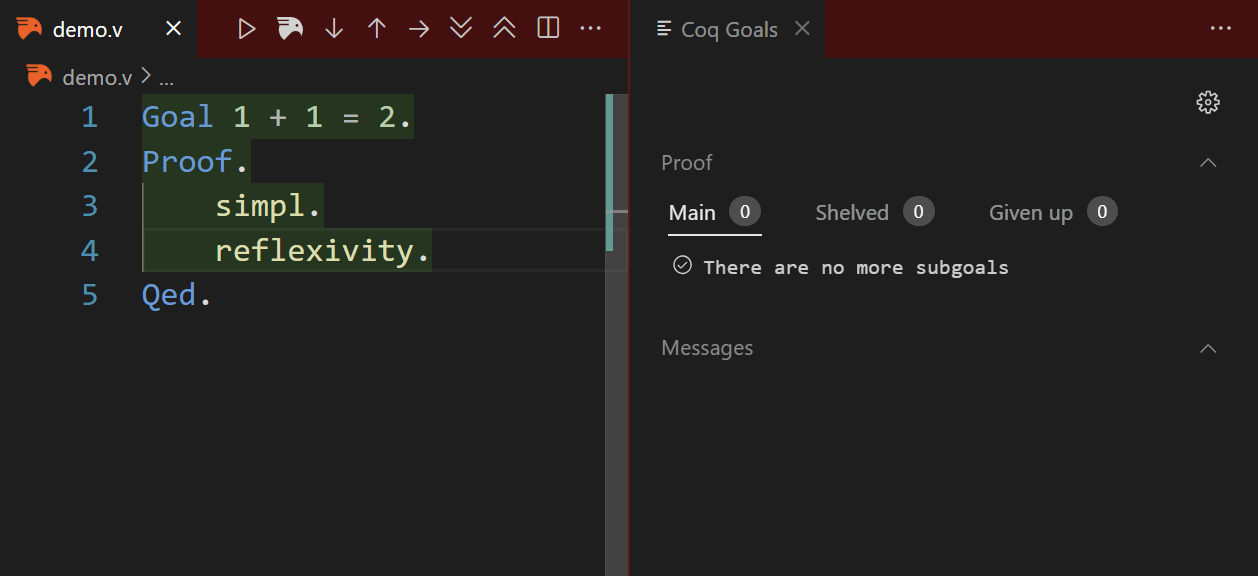 demo.v
demo.v > ...
1 Goal 1 + 1 = 2.
2 Proof.
3     simpl.
4     reflexivity.
5 Qed.
Coq Goals
Proof
Main 0 Shelved 0 Given up 0
There are no more subgoals
Messages